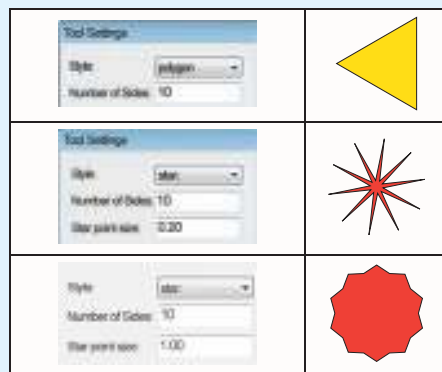 Tool Settings
Style: polygon
Number of Sides: 10
Tool Settings
Style: star
Number of Sides: 10
Star point size: 0.20
Style: star
Number of Sides: 10
Star point size: 1.00